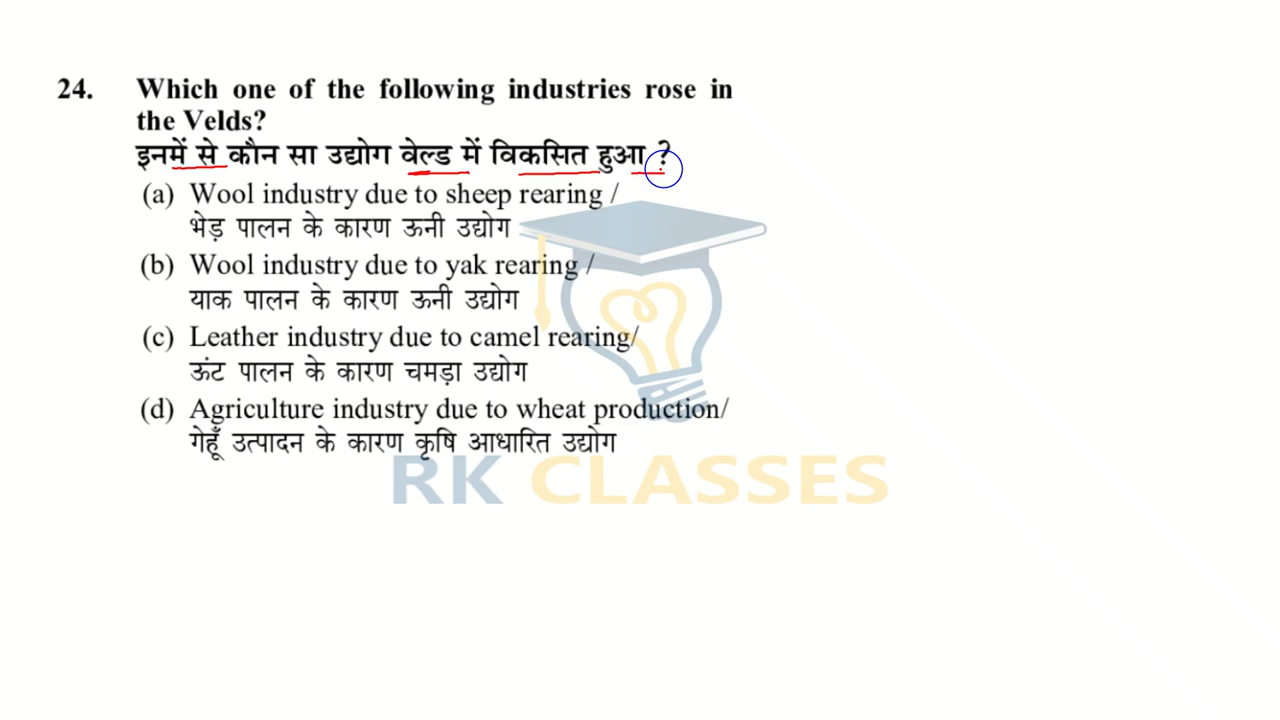 24. Which one of the following industries rose in
the Velds?
इनमें से कौन सा उद्योग वेल्ड में विकसित हुआ ?
(a) Wool industry due to sheep rearing /
भेड़ पालन के कारण ऊनी उद्योग
(b) Wool industry due to yak rearing /
याक पालन के कारण ऊनी उद्योग
(c) Leather industry due to camel rearing/
ऊंट पालन के कारण चमड़ा उद्योग
(d) Agriculture industry due to wheat production/
गेहूँ उत्पादन के कारण कृषि आधारित उद्योग
RK CLASSES